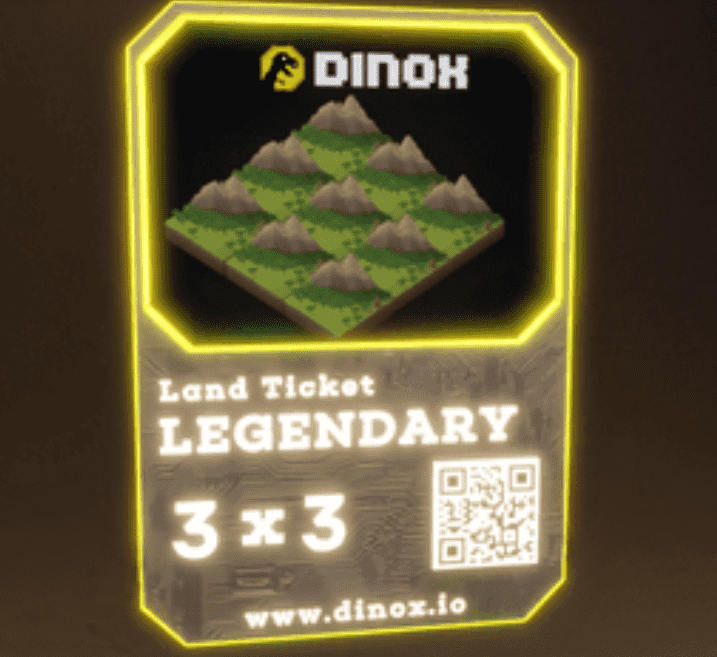 DINOX
Land Ticket
LEGENDARY
3 x 3
www.dinox.io